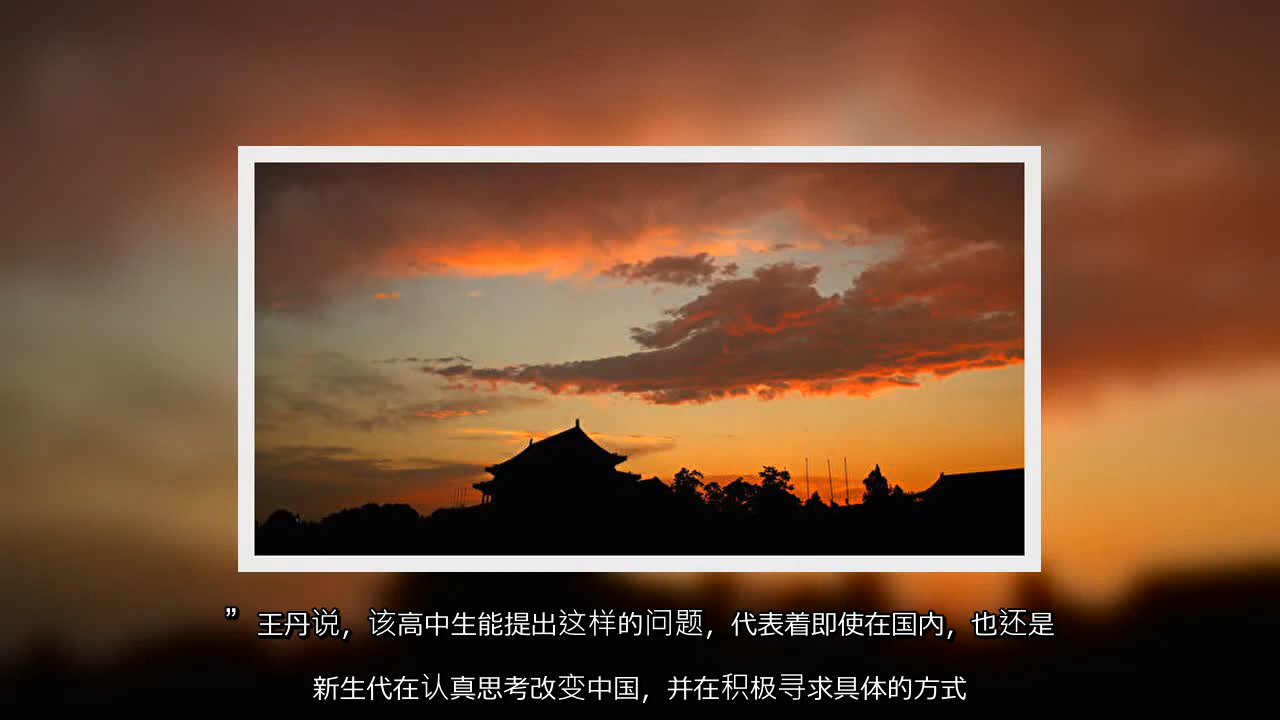 ”王丹说，该高中生能提出这样的问题，代表着即使在国内，也还是
新生代在认真思考改变中国，并在积极寻求具体的方式